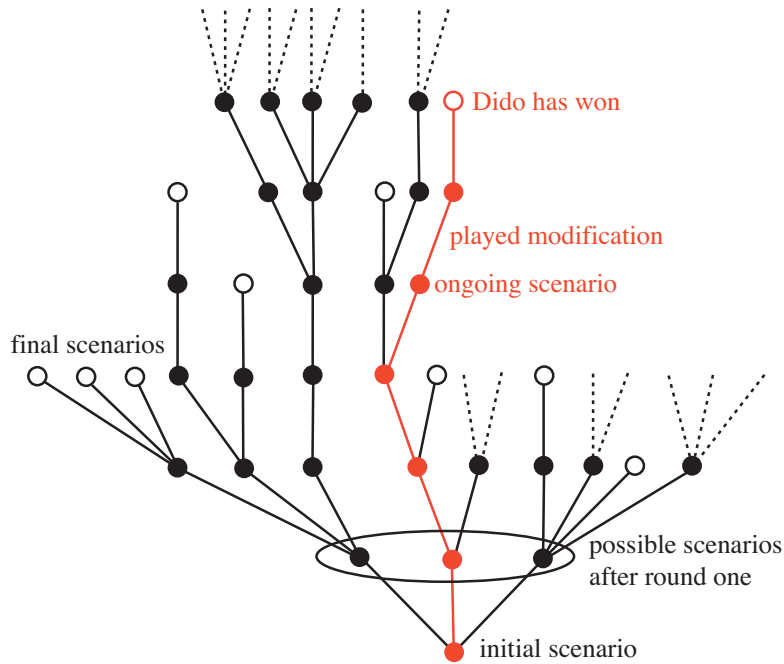 Dido has won
played modification
ongoing scenario
final scenarios
possible scenarios
after round one
initial scenario